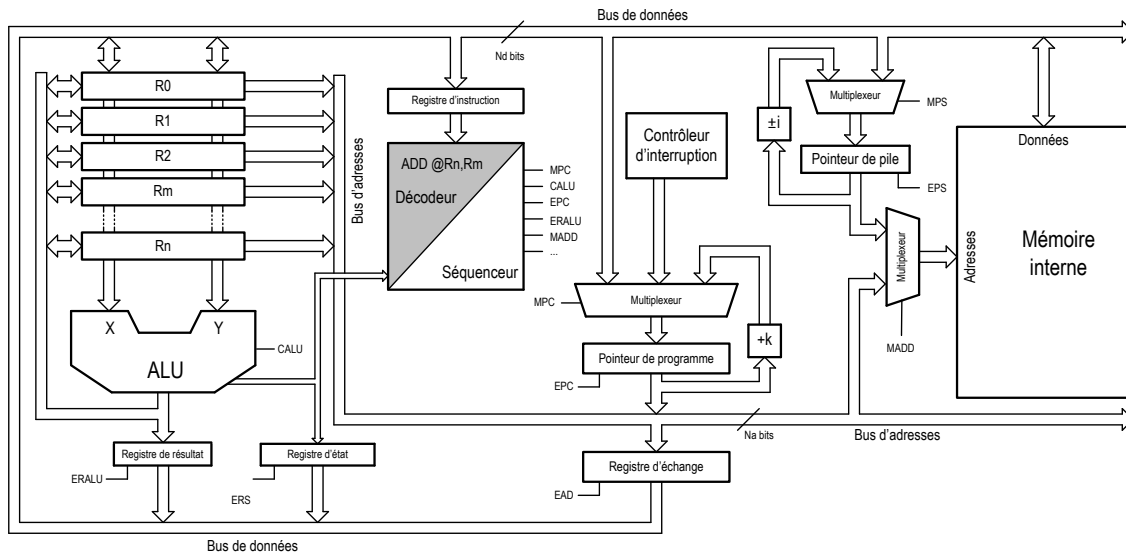 Bus de données
Nd bits
R0
R1
R2
Rm
Rn
Bus d'adresses
Registre d'instruction
ADD @Rn,Rm
Décodeur
Séquenceur
MPC
CALU
EPC
ERALU
MADD
...
Contrôleur
d'interruption
Multiplexeur
MPS
±i
Pointeur de pile
EPS
Multiplexeur
MADD
Données
Adresses
Mémoire
interne
MPC
Multiplexeur
+k
Pointeur de programme
EPC
X
Y
ALU
CALU
Na bits
Bus d'adresses
Registre de résultat
ERALU
Registre d'état
ERS
Registre d'échange
EAD
Bus de données